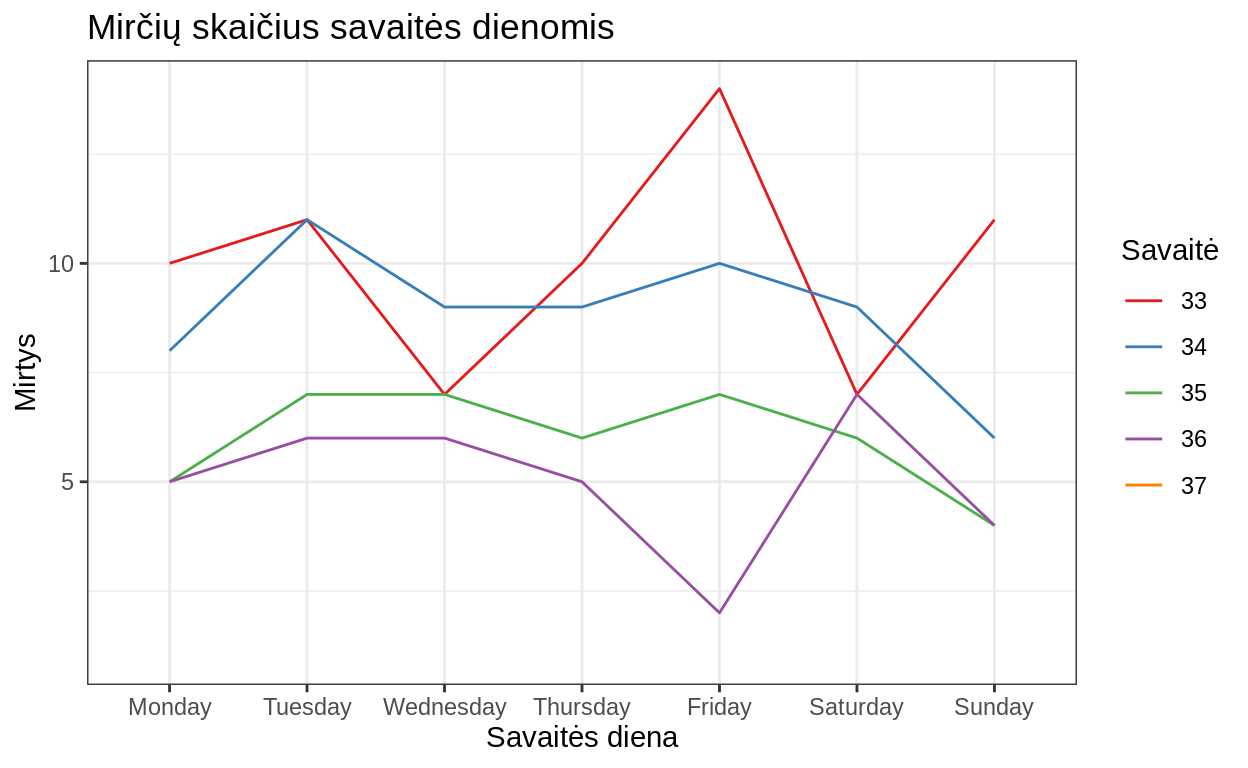 Mirčių skaičius savaitės dienomis
Mirtys
10
5
Monday Tuesday Wednesday Thursday Friday Saturday Sunday
Savaitės diena
Savaitė
33
34
35
36
37